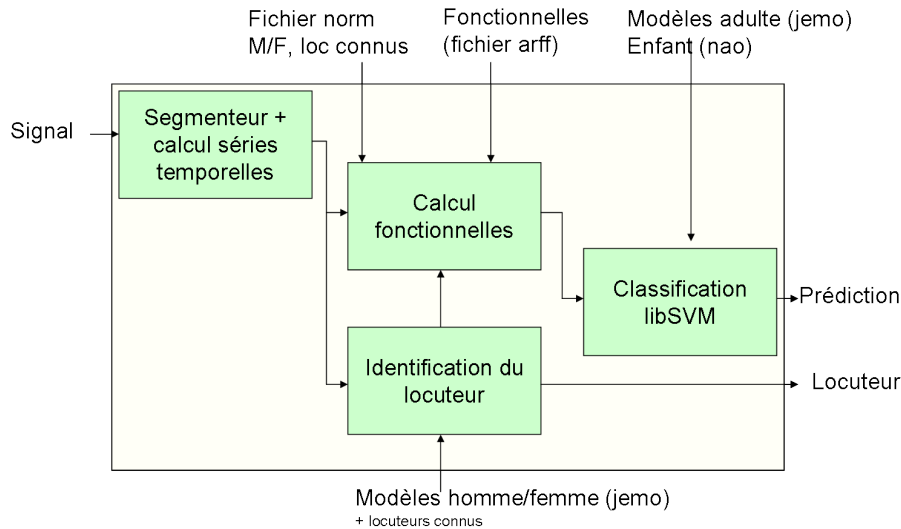 Fichier norm
M/F, loc connus
Fonctionnelles
(fichier arff)
Modèles adulte (jemo)
Enfant (nao)
Signal
Segmenteur +
calcul séries
temporelles
Calcul
fonctionnelles
Classification
libSVM
Prédiction
Identification du
locuteur
Locuteur
Modèles homme/femme (jemo)
+ locuteurs connus